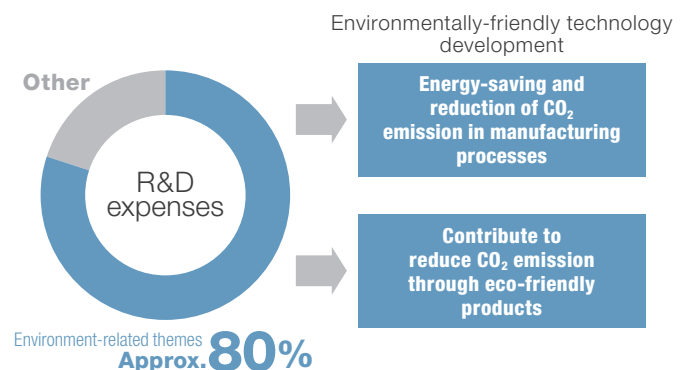 Environmentally-friendly technology
development
Other
Energy-saving and
reduction of CO₂
emission in manufacturing
processes
R&D
expenses
Contribute to
reduce CO₂ emission
through eco-friendly
products
Environment-related themes
Approx.80%